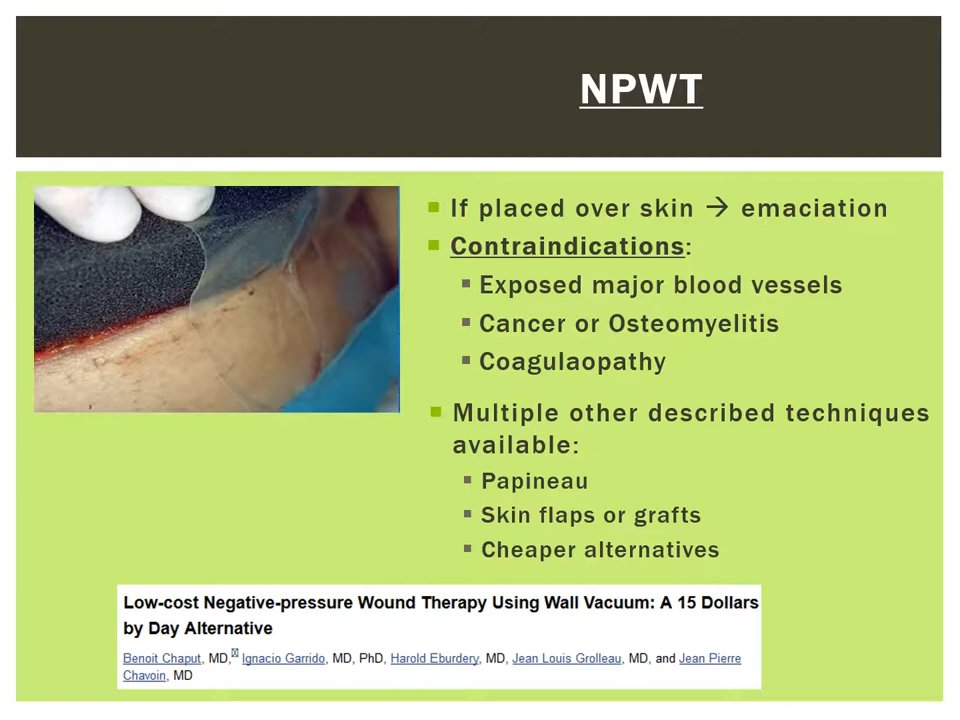 NPWT
If placed over skin → emaciation
Contraindications:
Exposed major blood vessels
Cancer or Osteomyelitis
Coagulaopathy
Multiple other described techniques
available:
Papineau
Skin flaps or grafts
Cheaper alternatives
Low-cost Negative-pressure Wound Therapy Using Wall Vacuum: A 15 Dollars
by Day Alternative
Benoit Chaput, MD, Ignacio Garrido, MD, PhD, Harold Eburdery, MD, Jean Louis Grolleau, MD, and Jean Pierre
Chavoin, MD